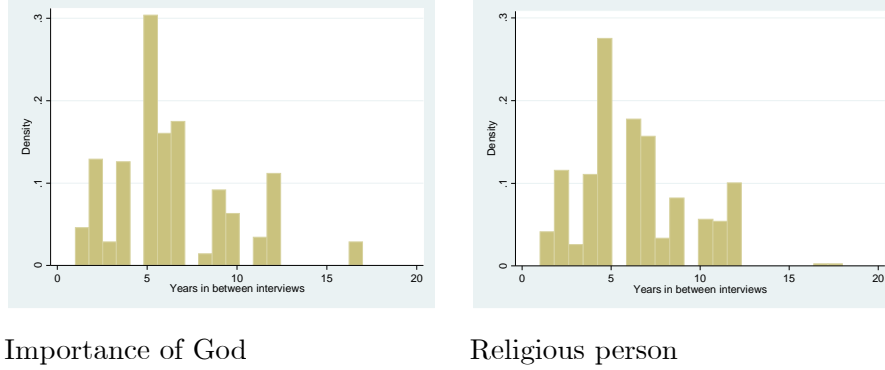 .3
.2
Density
.1
0
0 5 10 15 20
Years in between interviews
.3
.2
Density
.1
0
0 5 10 15 20
Years in between interviews
Importance of God
Religious person